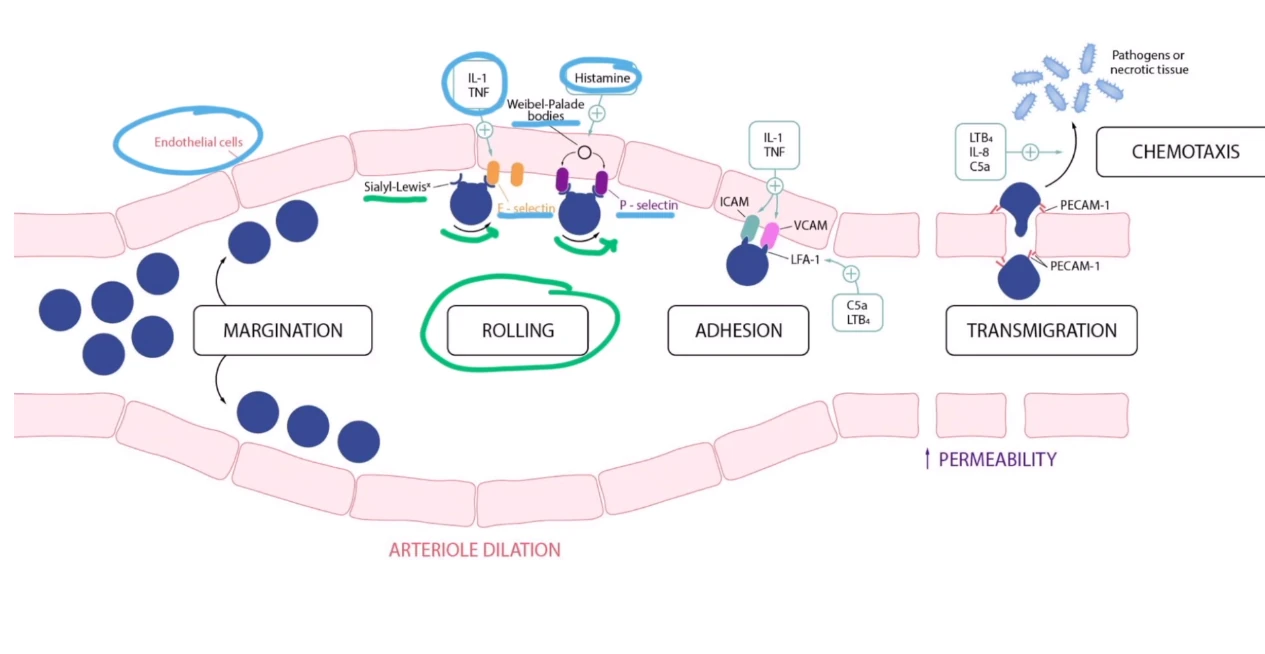 Endothelial cells
IL-1
TNF
Histamine
Weibel-Palade
bodies
Sialyl-Lewisˣ
E - selectin
P - selectin
IL-1
TNF
ICAM
VCAM
LFA-1
C5a
LTB₄
LTB₄
IL-8
C5a
Pathogens or
necrotic tissue
CHEMOTAXIS
PECAM-1
PECAM-1
MARGINATION
ROLLING
ADHESION
TRANSMIGRATION
↑ PERMEABILITY
ARTERIOLE DILATION